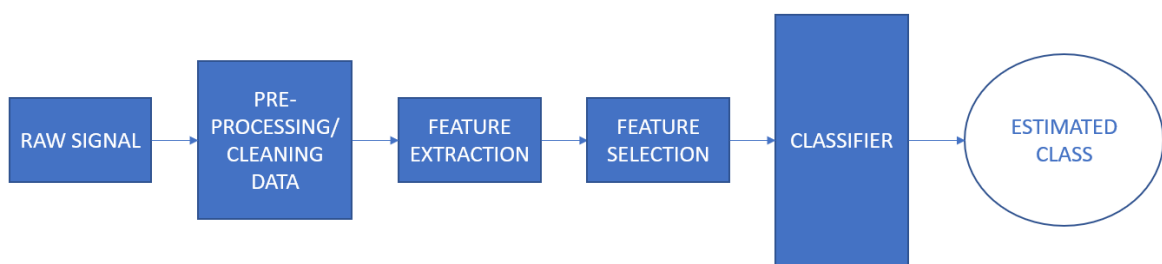 RAW SIGNAL
PRE-
PROCESSING/
CLEANING
DATA
FEATURE
EXTRACTION
FEATURE
SELECTION
CLASSIFIER
ESTIMATED
CLASS